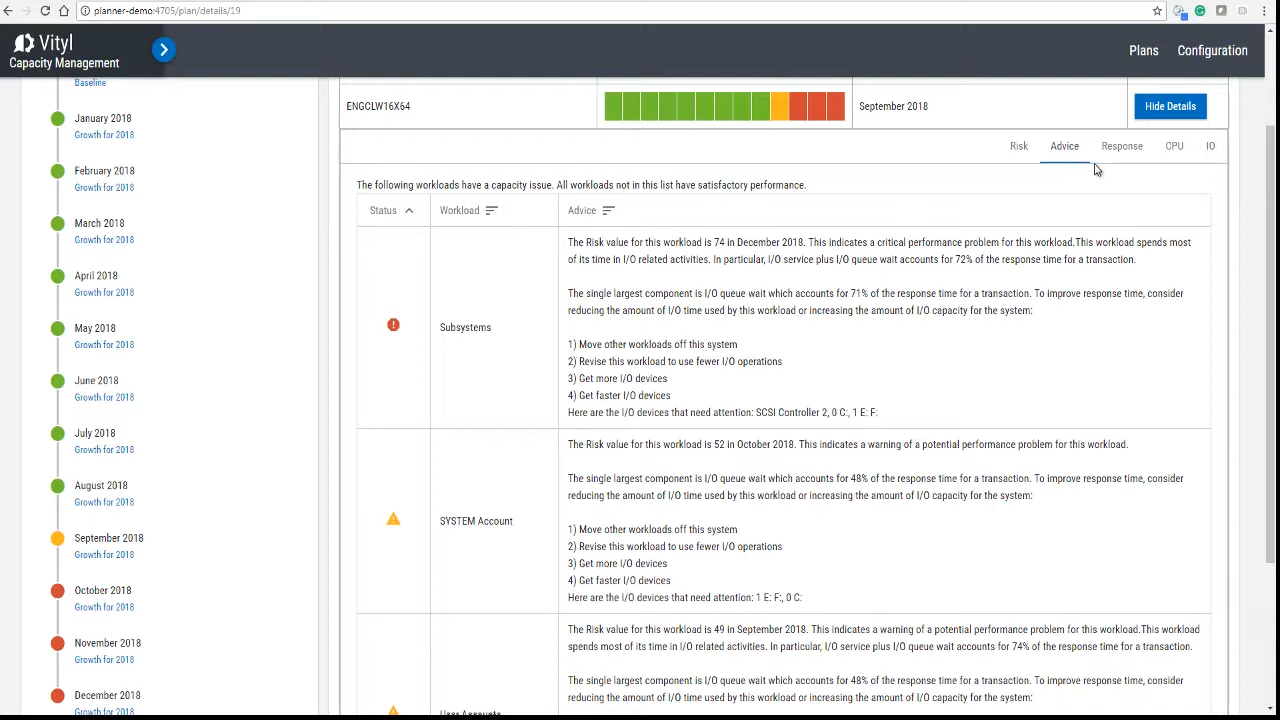 planner-demo:4705/plan/details/19
Vityl
Capacity Management
Plans
Configuration
Baseline
January 2018
Growth for 2018
February 2018
Growth for 2018
March 2018
Growth for 2018
April 2018
Growth for 2018
May 2018
Growth for 2018
June 2018
Growth for 2018
July 2018
Growth for 2018
August 2018
Growth for 2018
September 2018
Growth for 2018
October 2018
Growth for 2018
November 2018
Growth for 2018
December 2018
Growth for 2018
ENGCLW16X64
September 2018
Hide Details
Risk
Advice
Response
CPU
IO
The following workloads have a capacity issue. All workloads not in this list have satisfactory performance.
Status
Workload
Advice
Subsystems
The Risk value for this workload is 74 in December 2018. This indicates a critical performance problem for this workload.This workload spends most
of its time in I/O related activities. In particular, I/O service plus I/O queue wait accounts for 72% of the response time for a transaction.
The single largest component is I/O queue wait which accounts for 71% of the response time for a transaction. To improve response time, consider
reducing the amount of I/O time used by this workload or increasing the amount of I/O capacity for the system:
1) Move other workloads off this system
2) Revise this workload to use fewer I/O operations
3) Get more I/O devices
4) Get faster I/O devices
Here are the I/O devices that need attention: SCSI Controller 2, 0 C:, 1 E: F:
SYSTEM Account
The Risk value for this workload is 52 in October 2018. This indicates a warning of a potential performance problem for this workload.
The single largest component is I/O queue wait which accounts for 48% of the response time for a transaction. To improve response time, consider
reducing the amount of I/O time used by this workload or increasing the amount of I/O capacity for the system:
1) Move other workloads off this system
2) Revise this workload to use fewer I/O operations
3) Get more I/O devices
4) Get faster I/O devices
Here are the I/O devices that need attention: 1 E: F:, 0 C:
User Accounts
The Risk value for this workload is 49 in September 2018. This indicates a warning of a potential performance problem for this workload.This workload
spends most of its time in I/O related activities. In particular, I/O service plus I/O queue wait accounts for 74% of the response time for a transaction.
The single largest component is I/O queue wait which accounts for 48% of the response time for a transaction. To improve response time, consider
reducing the amount of I/O time used by this workload or increasing the amount of I/O capacity for the system: